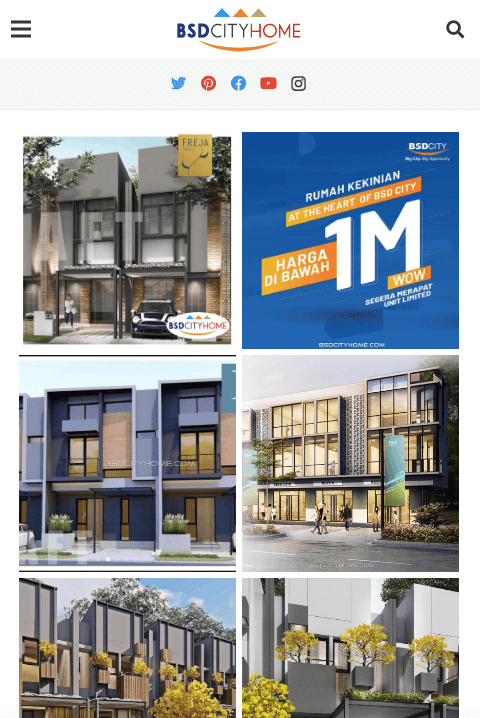 BSDCITYHOME
FREJA
BSDCITYHOME
BSDCITY
Big City, Big Opportunity
RUMAH KEKINIAN
AT THE HEART OF BSD CITY
HARGA
DI BAWAH
1M
WOW
SEGERA MERAPAT
UNIT LIMITED
BSDCITYHOME.COM
BSDCITYHOME.COM
BSDCITYHOME.COM